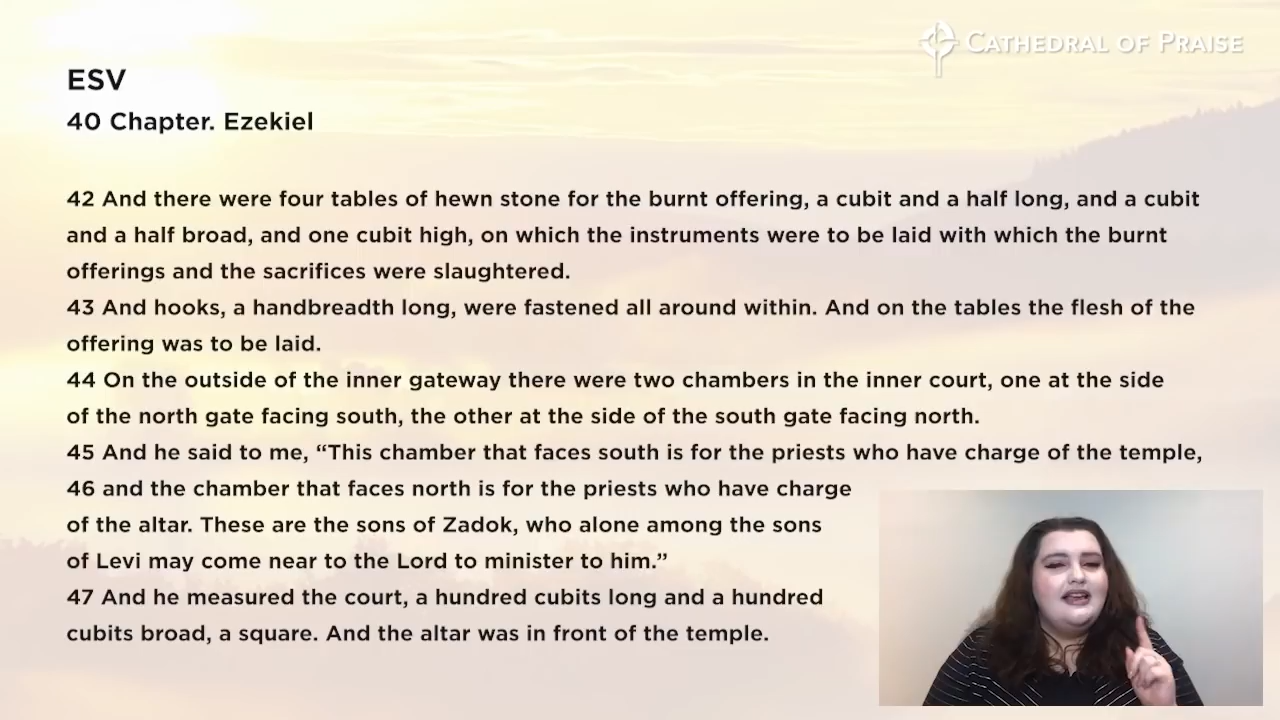 CATHEDRAL OF PRAISE
ESV
40 Chapter. Ezekiel
42 And there were four tables of hewn stone for the burnt offering, a cubit and a half long, and a cubit
and a half broad, and one cubit high, on which the instruments were to be laid with which the burnt
offerings and the sacrifices were slaughtered.
43 And hooks, a handbreadth long, were fastened all around within. And on the tables the flesh of the
offering was to be laid.
44 On the outside of the inner gateway there were two chambers in the inner court, one at the side
of the north gate facing south, the other at the side of the south gate facing north.
45 And he said to me, “This chamber that faces south is for the priests who have charge of the temple,
46 and the chamber that faces north is for the priests who have charge
of the altar. These are the sons of Zadok, who alone among the sons
of Levi may come near to the Lord to minister to him.”
47 And he measured the court, a hundred cubits long and a hundred
cubits broad, a square. And the altar was in front of the temple.